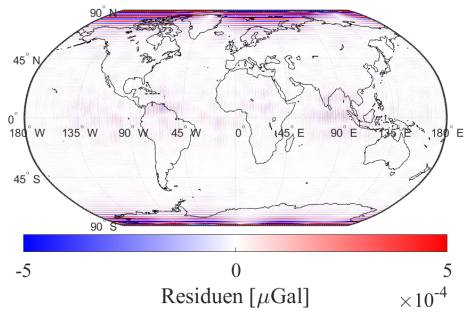 90° N
45° N
0°
180° W 135° W 90° W 45° W 0° 45° E 90° E 135° E 180° E
45° S
90° S
-5 0 5
Residuen [μGal] ×10⁻⁴